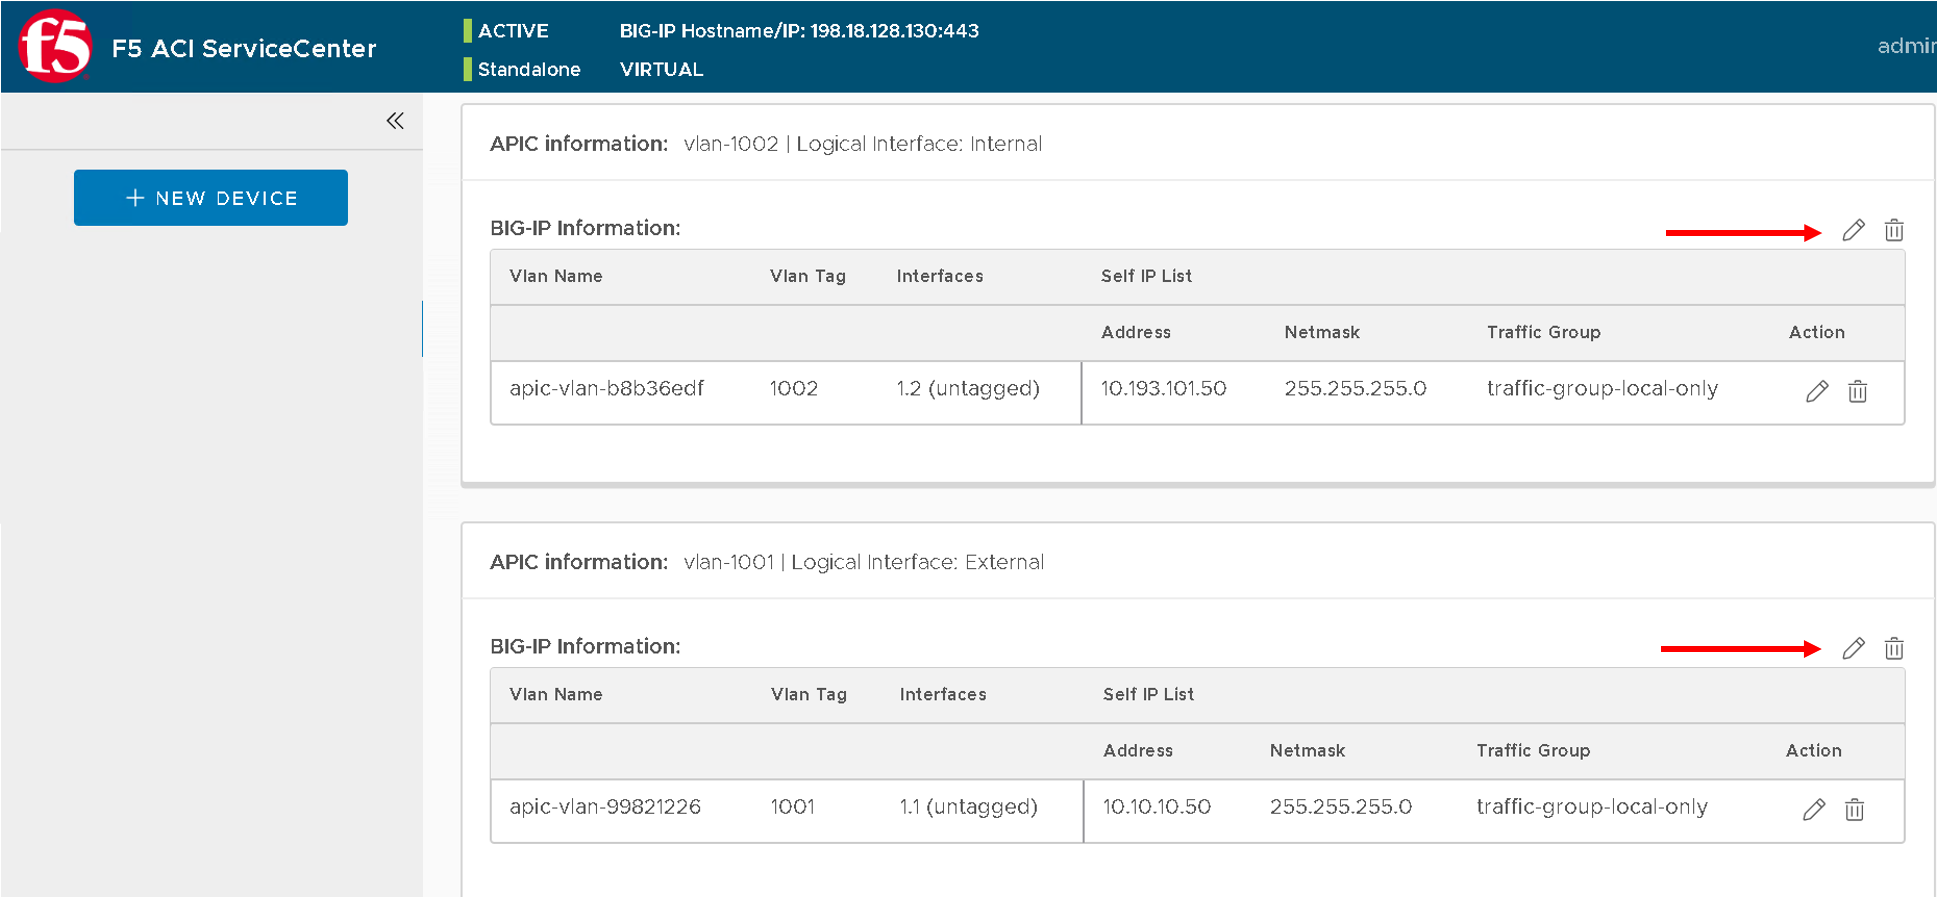 f5 F5 ACI ServiceCenter
ACTIVE BIG-IP Hostname/IP: 198.18.128.130:443
Standalone VIRTUAL
admin
+ NEW DEVICE
APIC information: vlan-1002 | Logical Interface: Internal
BIG-IP Information:
Vlan Name Vlan Tag Interfaces Self IP List
Address Netmask Traffic Group Action
apic-vlan-b8b36edf 1002 1.2 (untagged) 10.193.101.50 255.255.255.0 traffic-group-local-only
APIC information: vlan-1001 | Logical Interface: External
BIG-IP Information:
Vlan Name Vlan Tag Interfaces Self IP List
Address Netmask Traffic Group Action
apic-vlan-99821226 1001 1.1 (untagged) 10.10.10.50 255.255.255.0 traffic-group-local-only